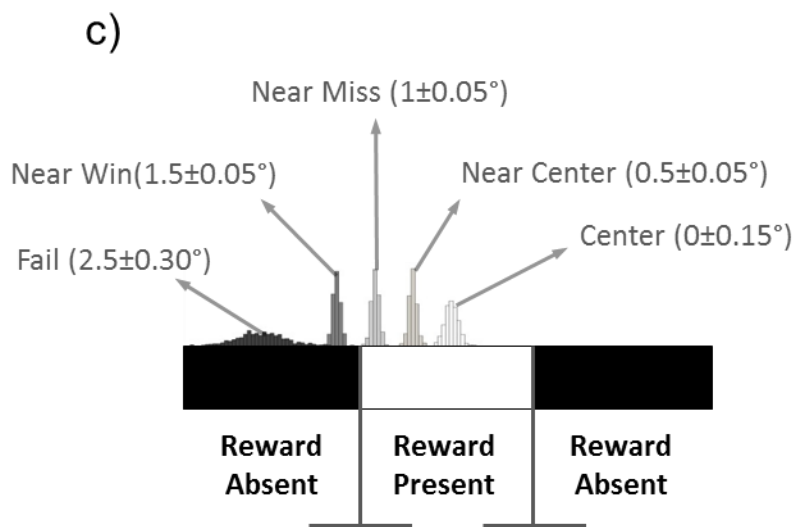 c)
Near Miss (1±0.05°)
Near Win(1.5±0.05°)
Near Center (0.5±0.05°)
Center (0±0.15°)
Fail (2.5±0.30°)
Reward
Absent
Reward
Present
Reward
Absent